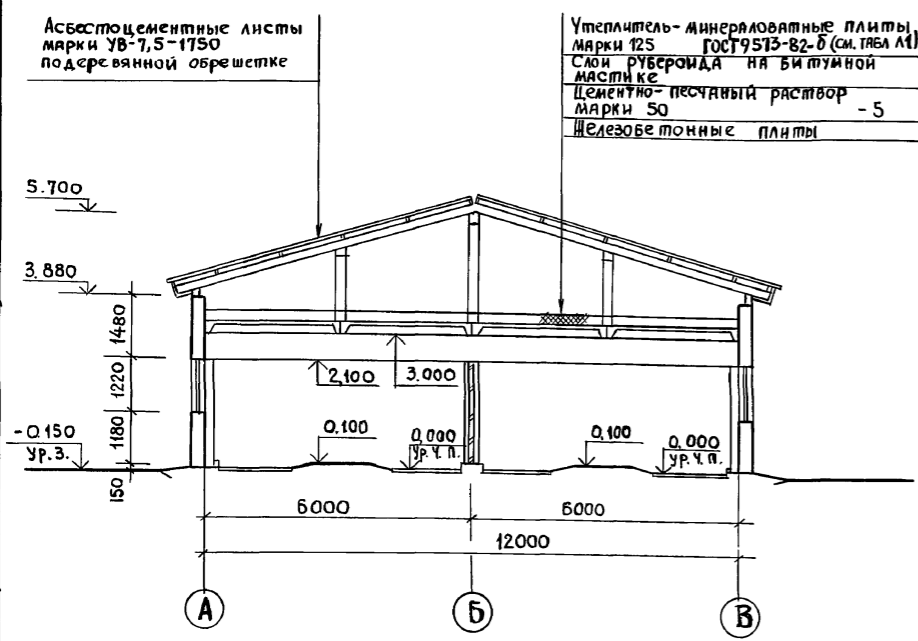 Асбестоцементные листы
марки УВ-7,5-1750
по деревянной обрешетке
Утеплитель- минераловатные плиты
марки 125 ГОСТ 9573-82-δ (см. табл Л1)
Слой рубероида на битумной
мастике
Цементно-песчаный раствор
марки 50 -5
Железобетонные плиты
5.700
3.880
1480
1220
1180
150
2,100
3.000
-0.150
Ур.з.
0,100
0,000
Ур.ч.п.
0,100
0,000
Ур.ч.п.
6000
6000
12000
А
Б
В